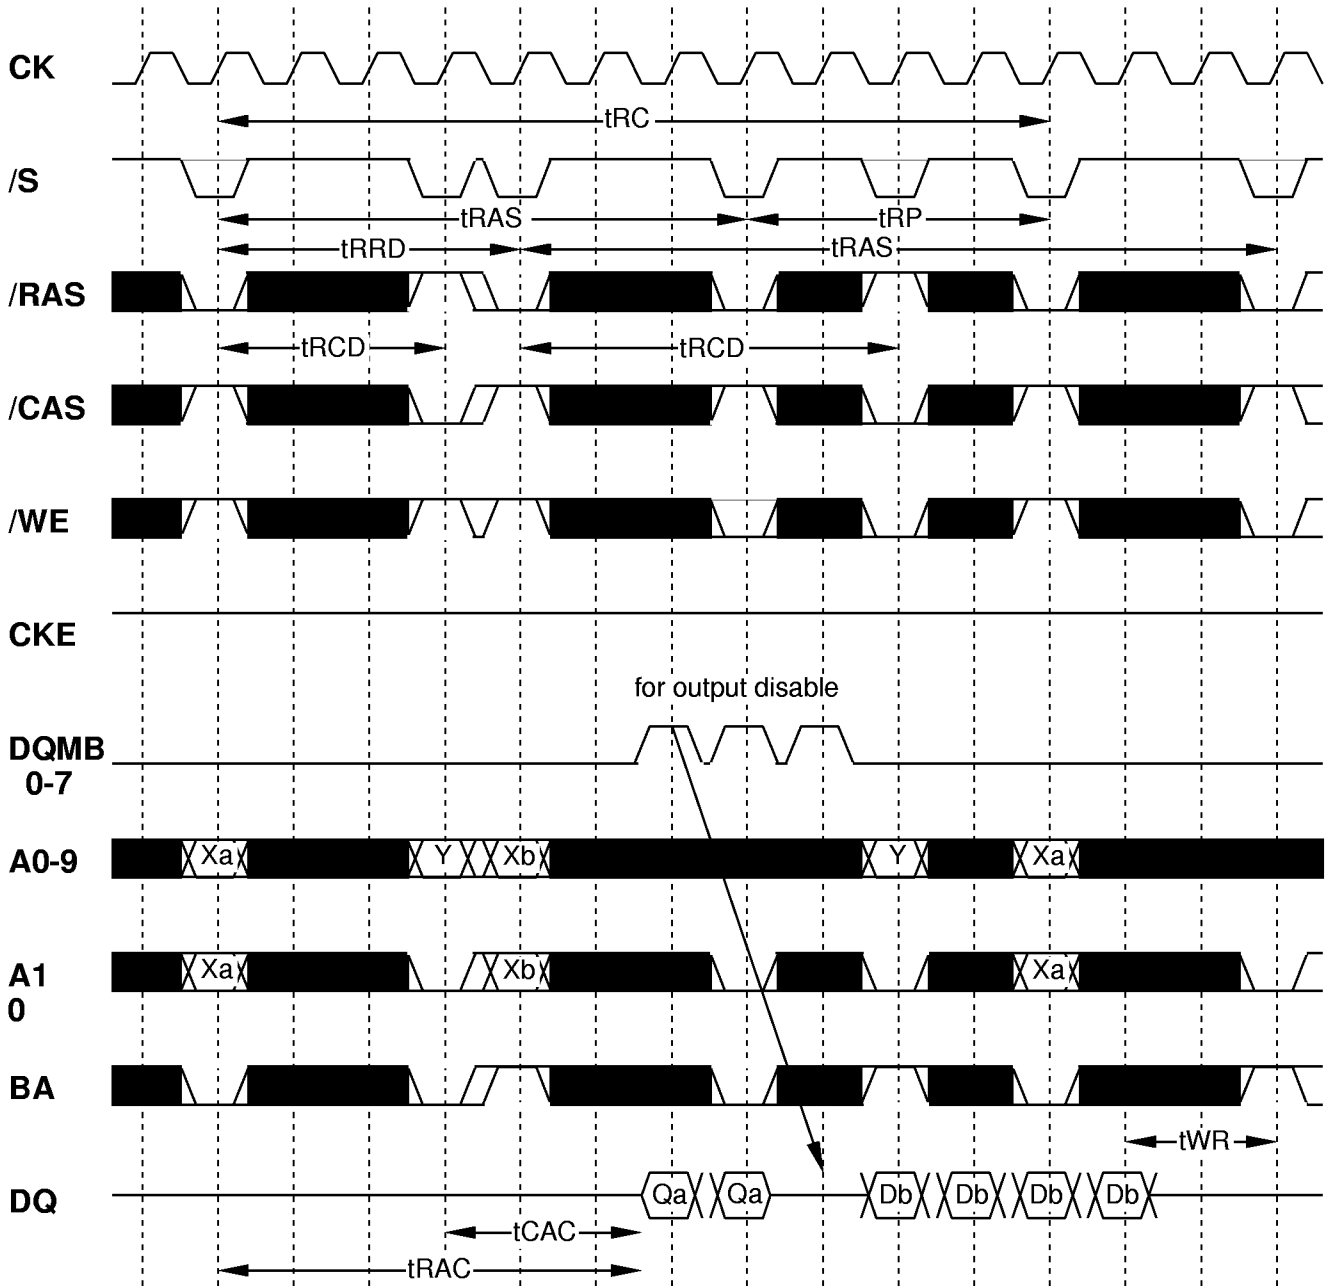 CK
tRC
/S
tRAS
tRP
tRRD
tRAS
/RAS
tRCD
tRCD
/CAS
/WE
CKE
for output disable
DQMB
0-7
A0-9
Xa
Y
Xb
Y
Xa
A1
0
Xa
Xb
Xa
BA
tWR
DQ
Qa
Qa
Db
Db
Db
Db
tCAC
tRAC